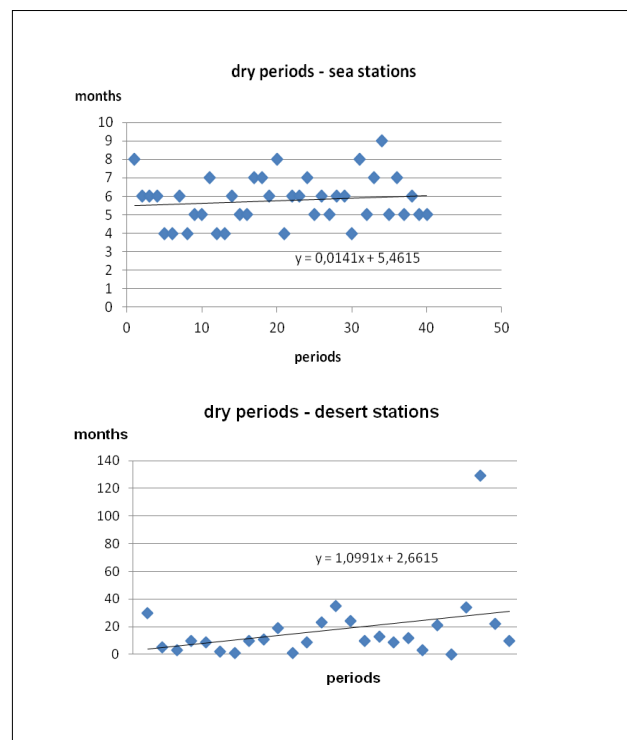 dry periods - sea stations
months
10
9
8
7
6
5
4
3
2
1
0
y = 0,0141x + 5,4615
0 10 20 30 40 50
periods
dry periods - desert stations
months
140
120
100
80
60
40
20
0
y = 1,0991x + 2,6615
periods